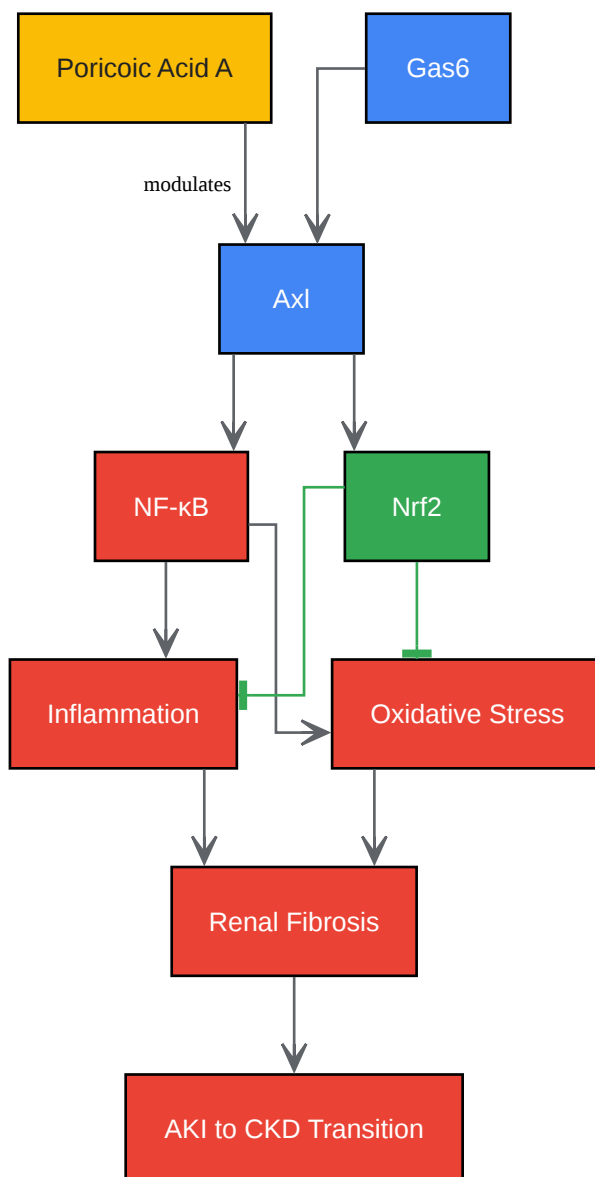 Poricoic Acid A
Gas6
modulates
Axl
NF-κB
Nrf2
Inflammation
Oxidative Stress
Renal Fibrosis
AKI to CKD Transition